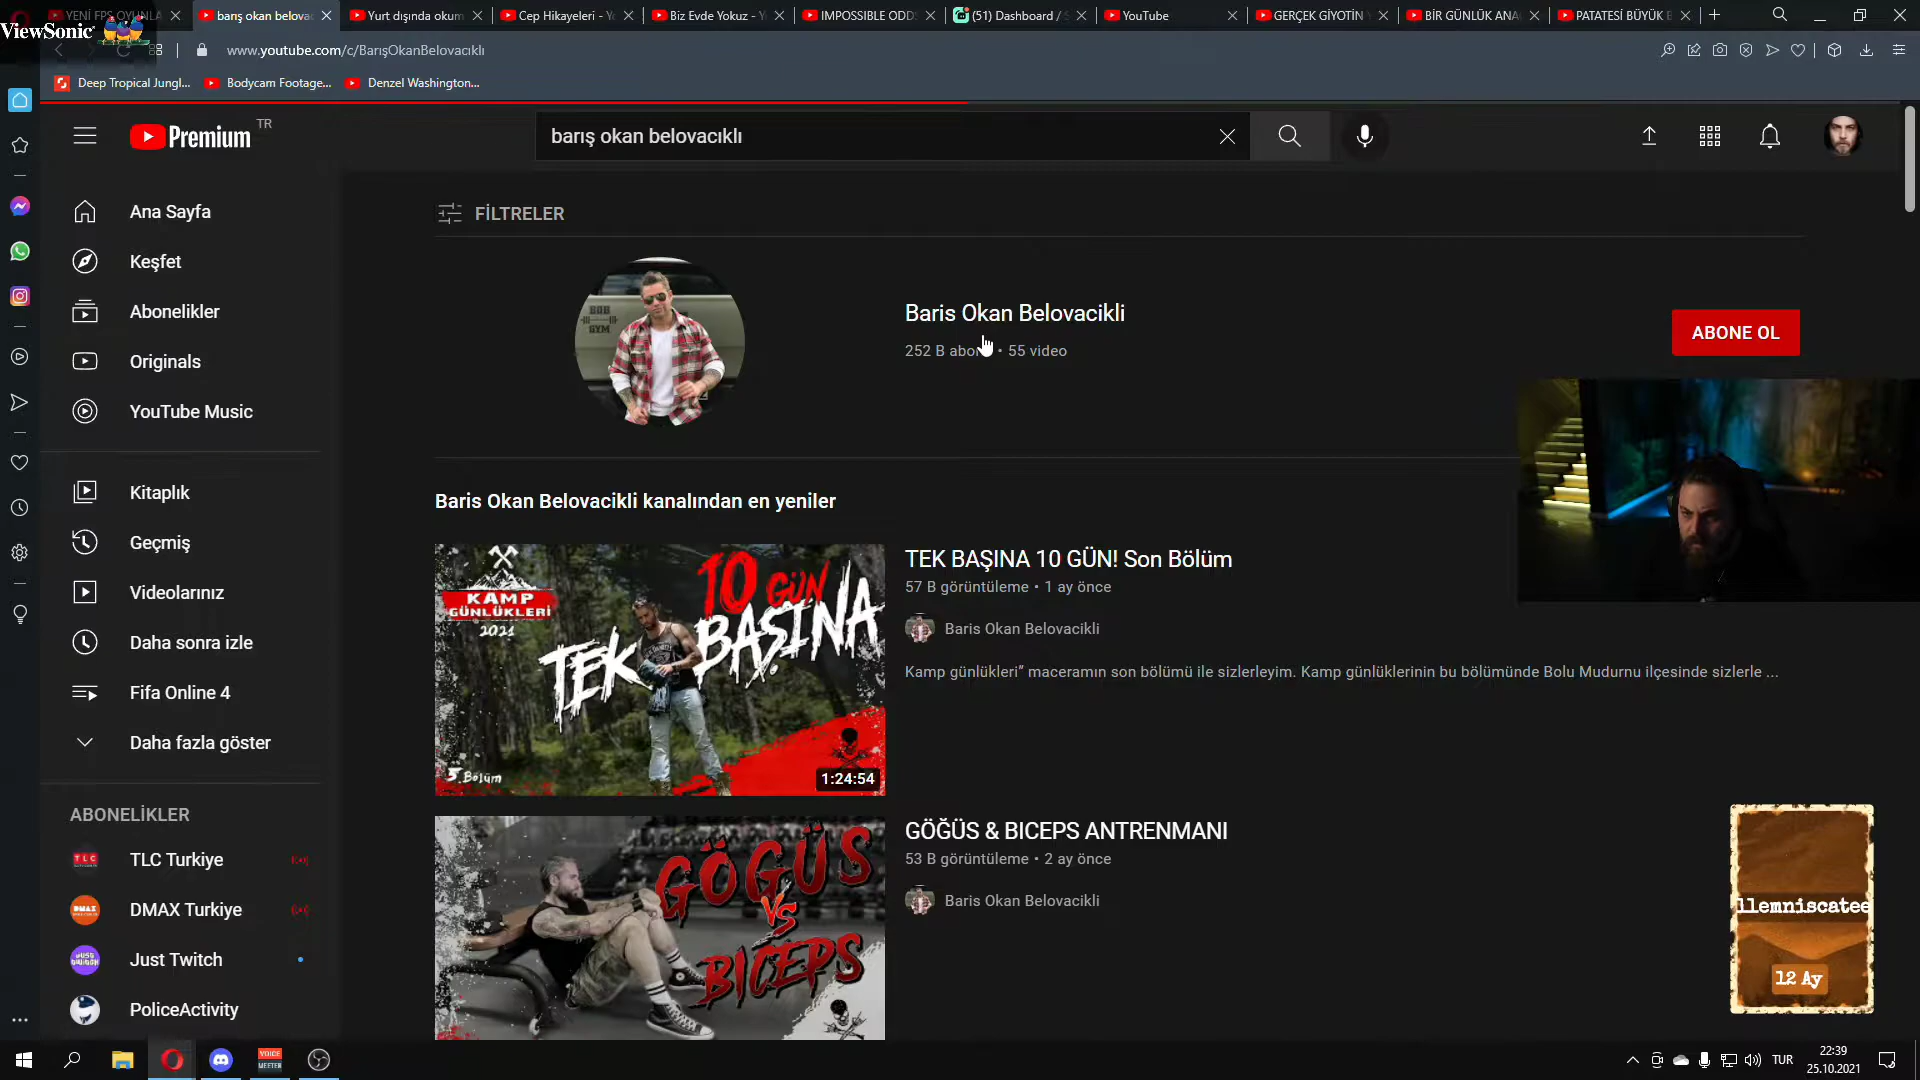 YENİ FPS OYUNLA
barış okan belova
Yurt dışında okum
Cep Hikayeleri - Y
Biz Evde Yokuz - Y
IMPOSSIBLE ODD
(51) Dashboard /
YouTube
GERÇEK GİYOTİN
BİR GÜNLÜK ANA
PATATESİ BÜYÜK
ViewSonic
www.youtube.com/c/BarışOkanBelovacıklı
Deep Tropical Jungl...
Bodycam Footage...
Denzel Washington...
Premium TR
barış okan belovacıklı
Ana Sayfa
Keşfet
Abonelikler
Originals
YouTube Music
Kitaplık
Geçmiş
Videolarınız
Daha sonra izle
Fifa Online 4
Daha fazla göster
ABONELİKLER
TLC Turkiye
DMAX Turkiye
Just Twitch
PoliceActivity
FİLTRELER
BOB
GYM
Baris Okan Belovacikli
252 B abo • 55 video
ABONE OL
Baris Okan Belovacikli kanalından en yeniler
KAMP
GÜNLÜKLERİ
2021
10 GÜN
TEK BAŞINA
5. Bölüm
1:24:54
TEK BAŞINA 10 GÜN! Son Bölüm
57 B görüntüleme • 1 ay önce
Baris Okan Belovacikli
Kamp günlükleri” maceramın son bölümü ile sizlerleyim. Kamp günlüklerinin bu bölümünde Bolu Mudurnu ilçesinde sizlerle ...
GÖĞÜS
VS
BICEPS
GÖĞÜS & BICEPS ANTRENMANI
53 B görüntüleme • 2 ay önce
Baris Okan Belovacikli
llemniscatee
12 Ay
VOICE
MEETER
TUR
22:39
25.10.2021